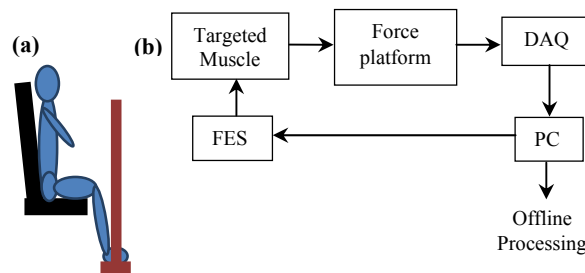 (a)
(b)
Targeted
Muscle
Force
platform
DAQ
FES
PC
Offline
Processing